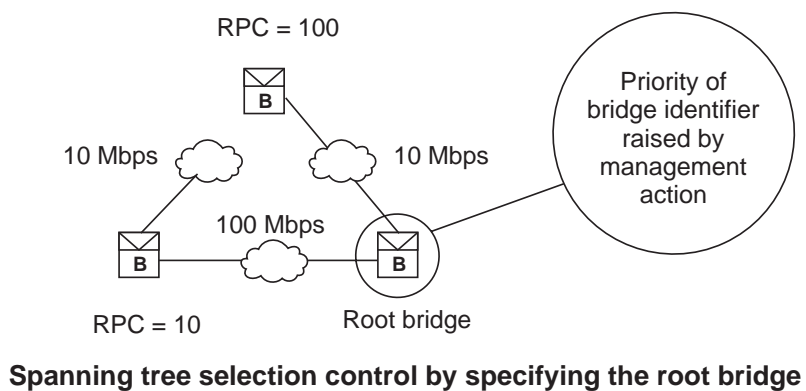 RPC = 100
B
10 Mbps
10 Mbps
Priority of
bridge identifier
raised by
management
action
100 Mbps
B
B
RPC = 10
Root bridge
Spanning tree selection control by specifying the root bridge